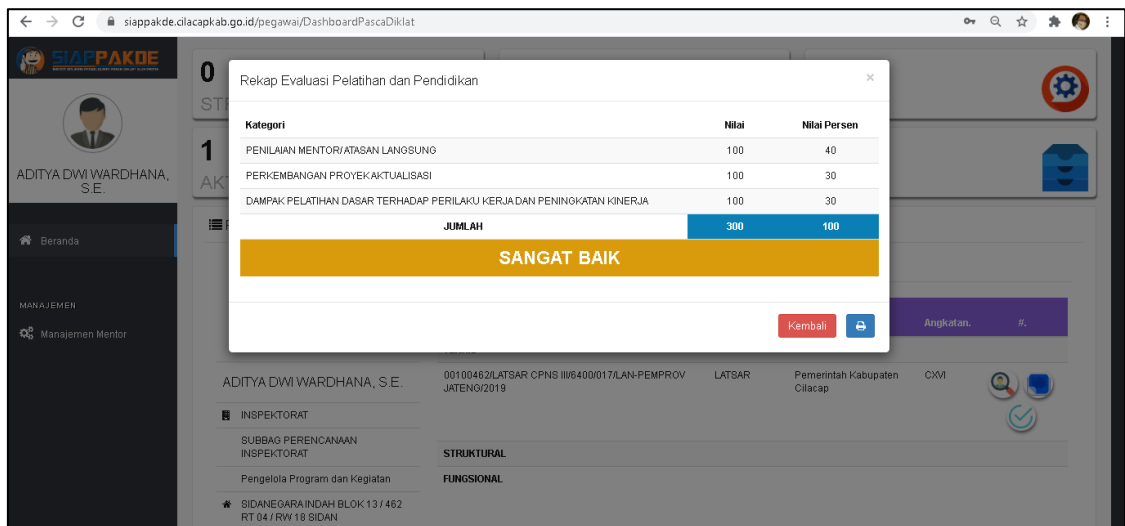 siappakde.cilacapkab.go.id/pegawai/DashboardPascaDiklat
SIAPPAKDE
ADITYA DWI WARDHANA,
S.E.
Beranda
MANAJEMEN
Manajemen Mentor
0
1
Rekap Evaluasi Pelatihan dan Pendidikan
×
Kategori Nilai Nilai Persen
PENILAIAN MENTOR/ATASAN LANGSUNG 100 40
PERKEMBANGAN PROYEK AKTUALISASI 100 30
DAMPAK PELATIHAN DASAR TERHADAP PERILAKU KERJA DAN PENINGKATAN KINERJA 100 30
JUMLAH 300 100
SANGAT BAIK
Kembali
Angkatan. #.
ADITYA DWI WARDHANA, S.E.
INSPEKTORAT
SUBBAG PERENCANAAN
INSPEKTORAT
Pengelola Program dan Kegiatan
SIDANEGARA INDAH BLOK 13 / 462
RT 04 / RW 18 SIDAN
00100462/LATSAR CPNS III/6400/017/LAN-PEMPROV LATSAR Pemerintah Kabupaten CXVI
JATENG/2019 Cilacap
STRUKTURAL
FUNGSIONAL